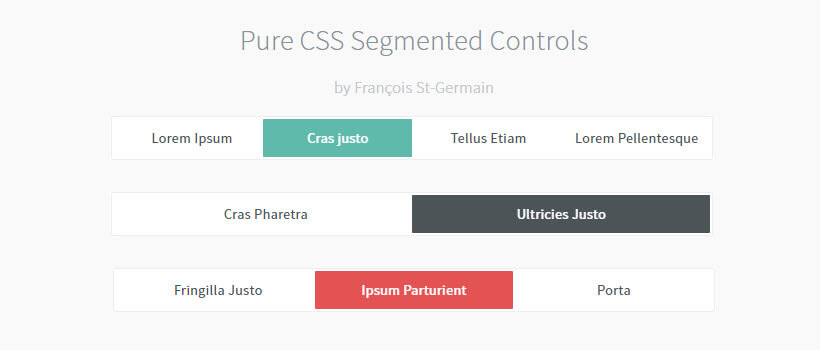 Pure CSS Segmented Controls
by François St-Germain
Lorem Ipsum Cras justo Tellus Etiam Lorem Pellentesque
Cras Pharetra Ultricies Justo
Fringilla Justo Ipsum Parturient Porta